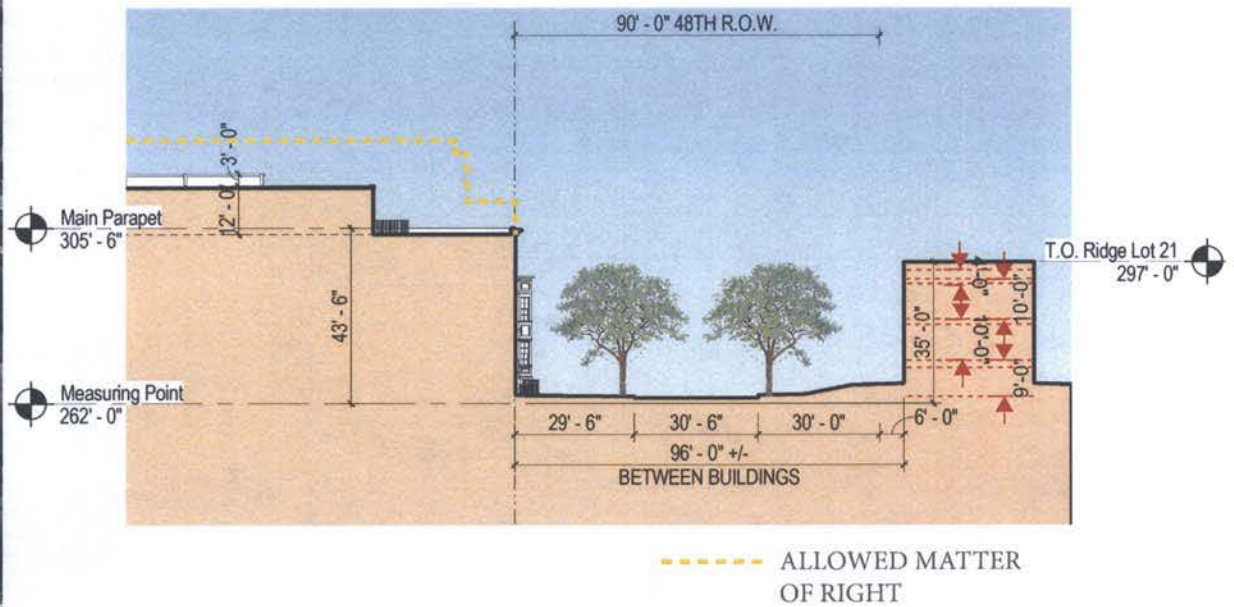 90' - 0" 48TH R.O.W.
3' - 0"
12' - 0"
Main Parapet
305' - 6"
T.O. Ridge Lot 21
297' - 0"
43' - 6"
35' - 0"
10'-0"
10'-0"
9'-0"
Measuring Point
262' - 0"
29' - 6"
30' - 6"
30' - 0"
6' - 0"
96' - 0" +/-
BETWEEN BUILDINGS
ALLOWED MATTER
OF RIGHT